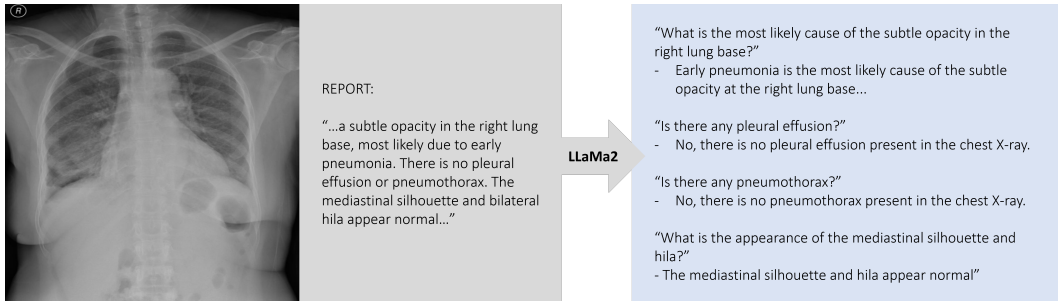 R
REPORT:
“...a subtle opacity in the right lung
base, most likely due to early
pneumonia. There is no pleural
effusion or pneumothorax. The
mediastinal silhouette and bilateral
hila appear normal...”
LLaMa2
“What is the most likely cause of the subtle opacity in the
right lung base?”
- Early pneumonia is the most likely cause of the subtle
opacity at the right lung base...
“Is there any pleural effusion?”
- No, there is no pleural effusion present in the chest X-ray.
“Is there any pneumothorax?”
- No, there is no pneumothorax present in the chest X-ray.
“What is the appearance of the mediastinal silhouette and
hila?”
- The mediastinal silhouette and hila appear normal”